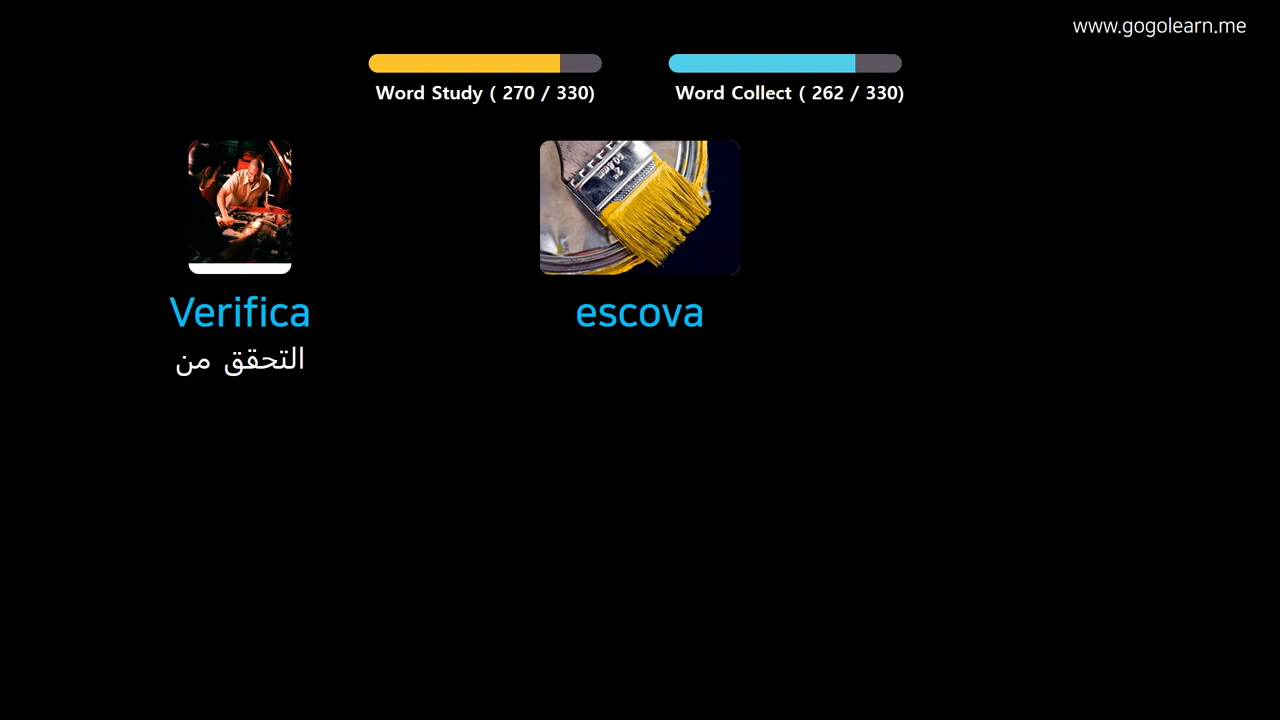 www.gogolearn.me
Word Study ( 270 / 330)
Word Collect ( 262 / 330)
Verifica
التحقق من
escova